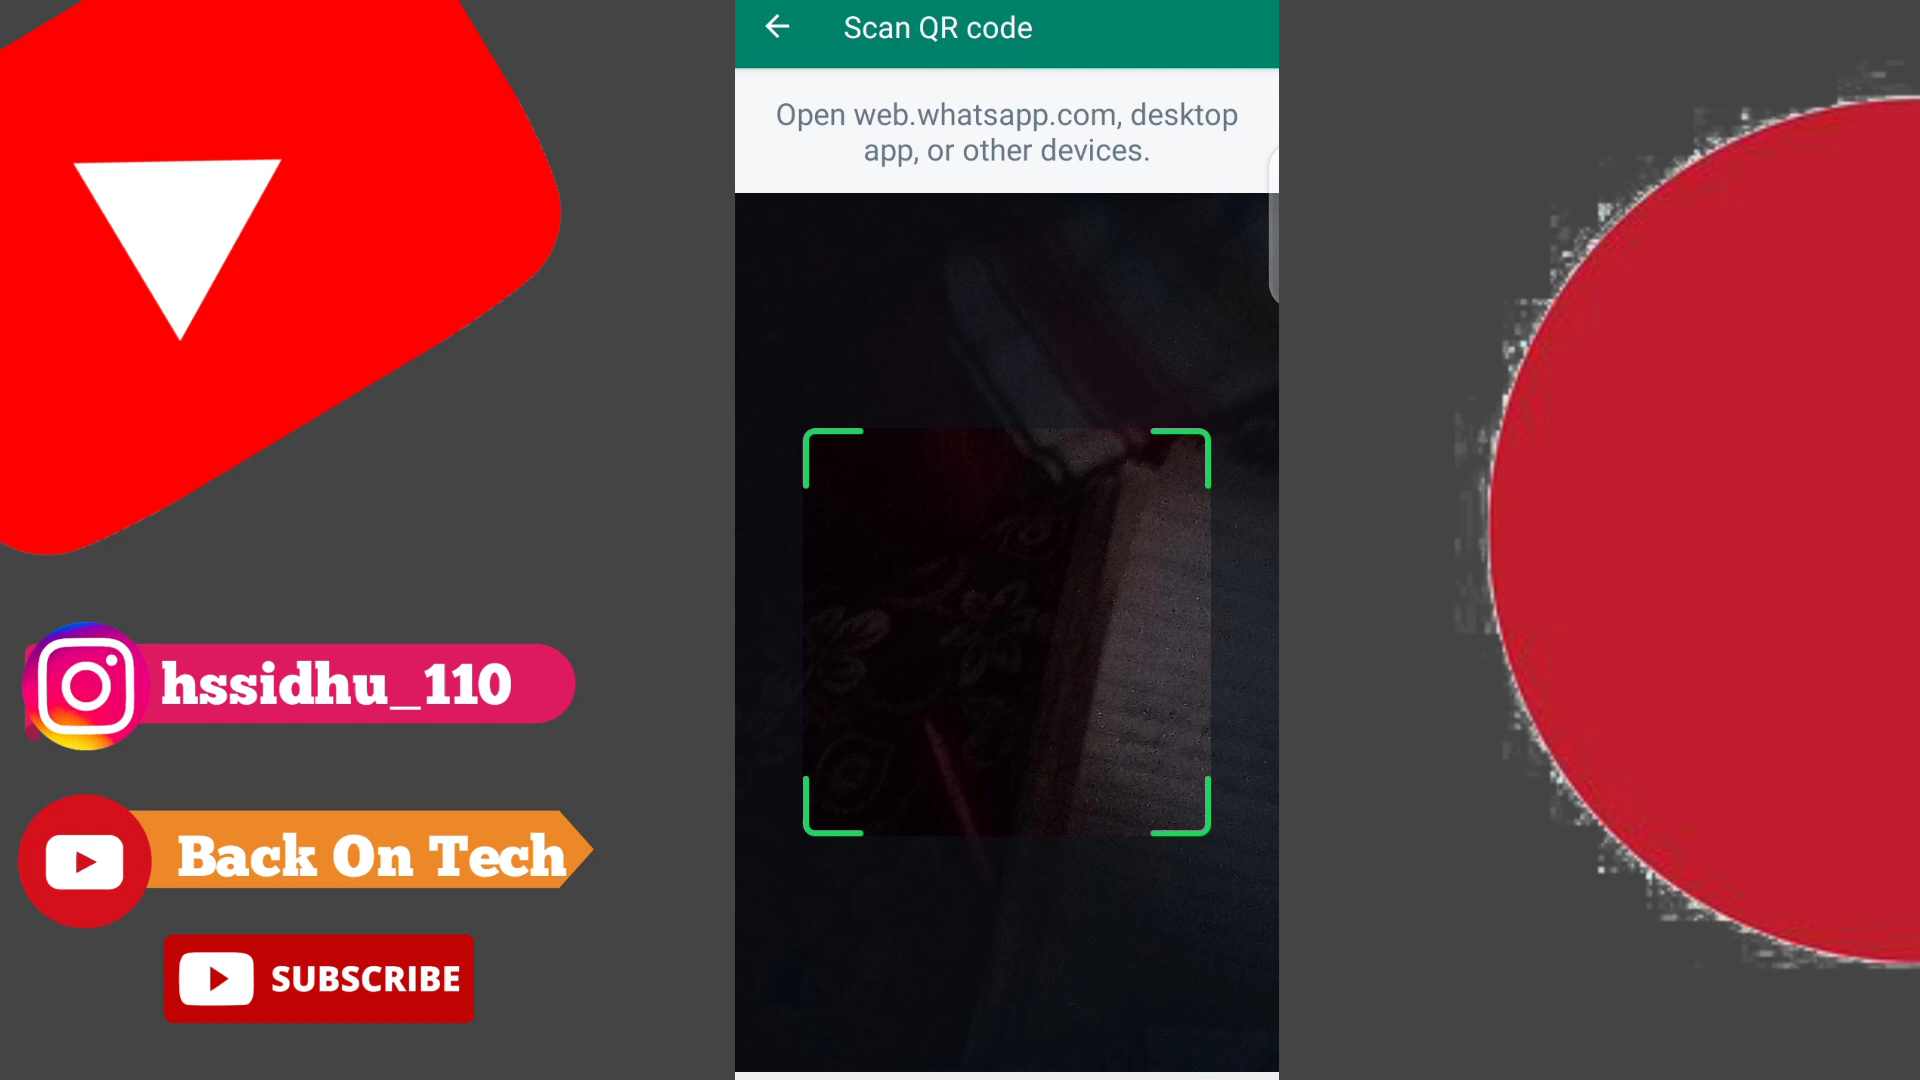 Scan QR code
Open web.whatsapp.com, desktop
app, or other devices.
hssidhu_110
Back On Tech
SUBSCRIBE